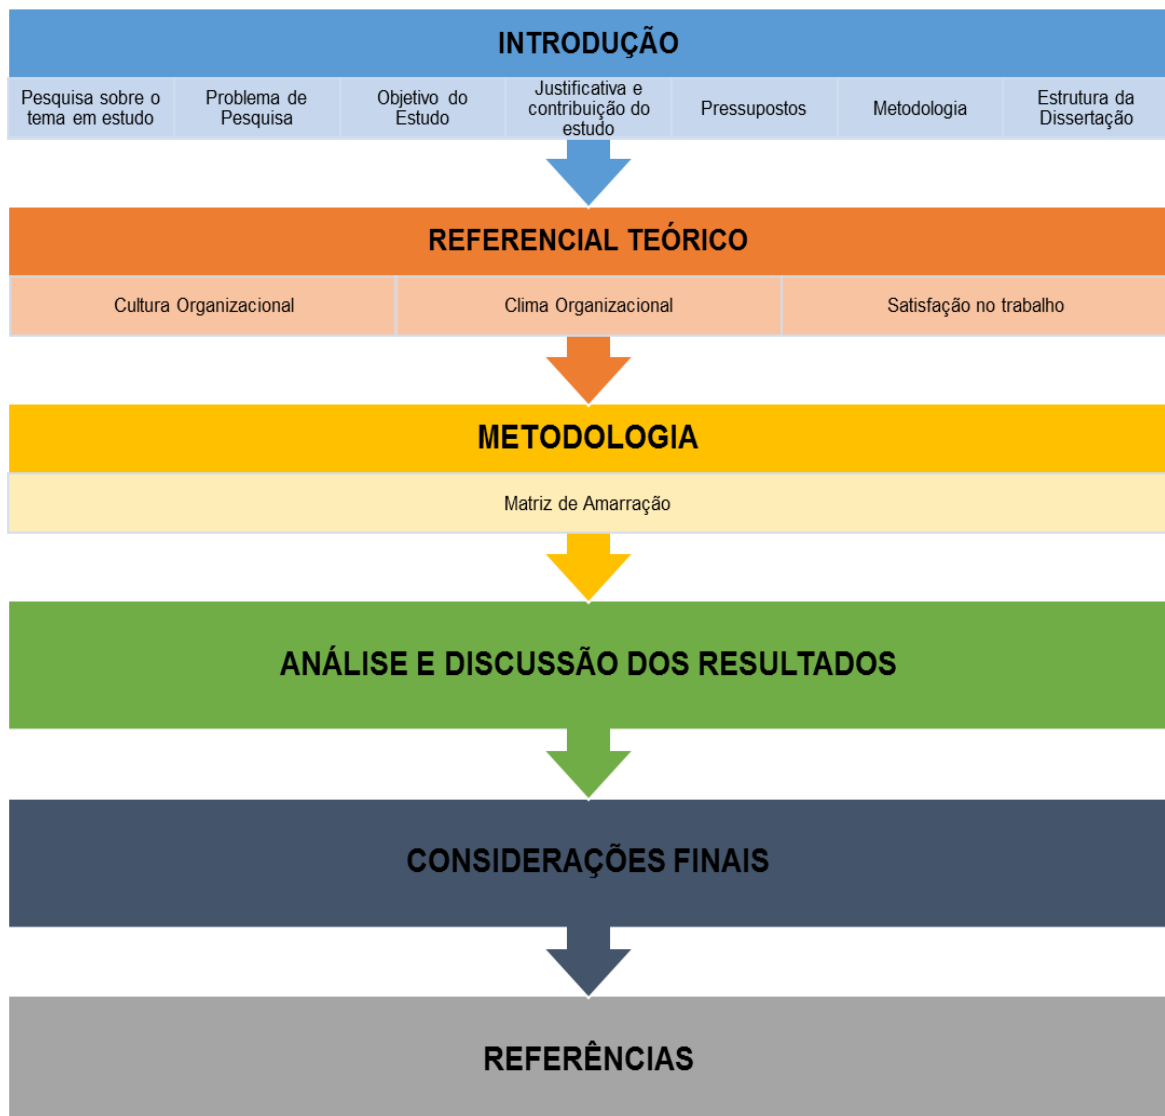 INTRODUÇÃO
Pesquisa sobre o
tema em estudo
Problema de
Pesquisa
Objetivo do
Estudo
Justificativa e
contribuição do
estudo
Pressupostos
Metodologia
Estrutura da
Dissertação
REFERENCIAL TEÓRICO
Cultura Organizacional
Clima Organizacional
Satisfação no trabalho
METODOLOGIA
Matriz de Amarração
ANÁLISE E DISCUSSÃO DOS RESULTADOS
CONSIDERAÇÕES FINAIS
REFERÊNCIAS